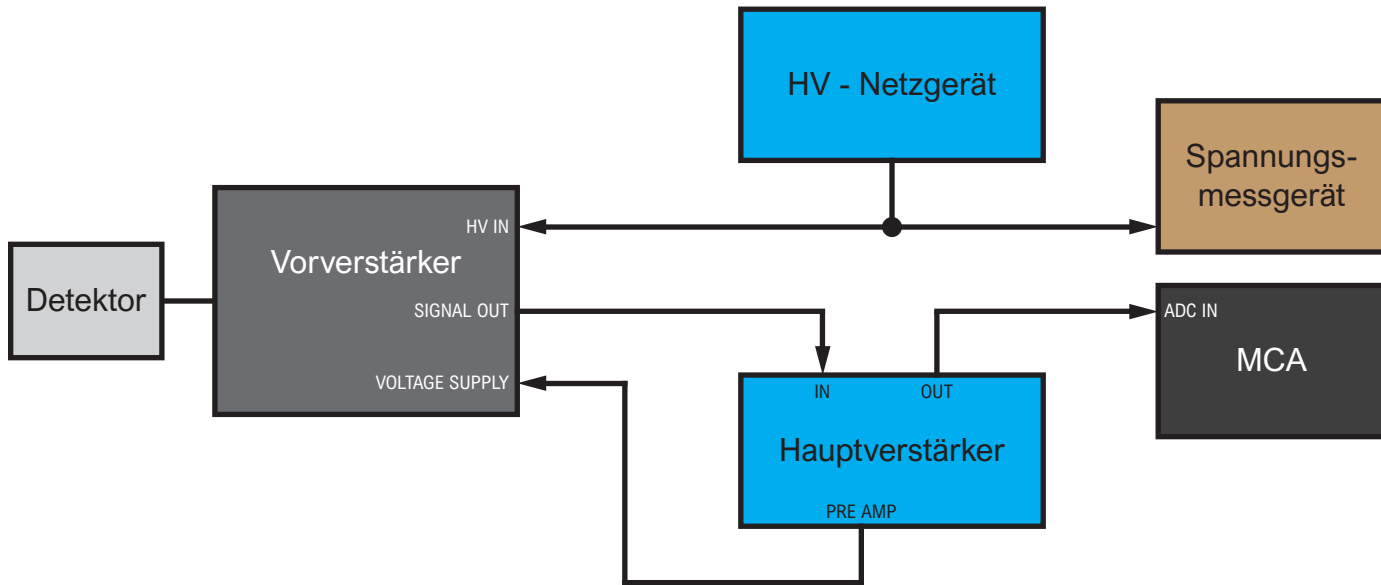 HV - Netzgerät
Spannungs-
messgerät
HV IN
Vorverstärker
Detektor
SIGNAL OUT
VOLTAGE SUPPLY
ADC IN
MCA
IN
OUT
Hauptverstärker
PRE AMP